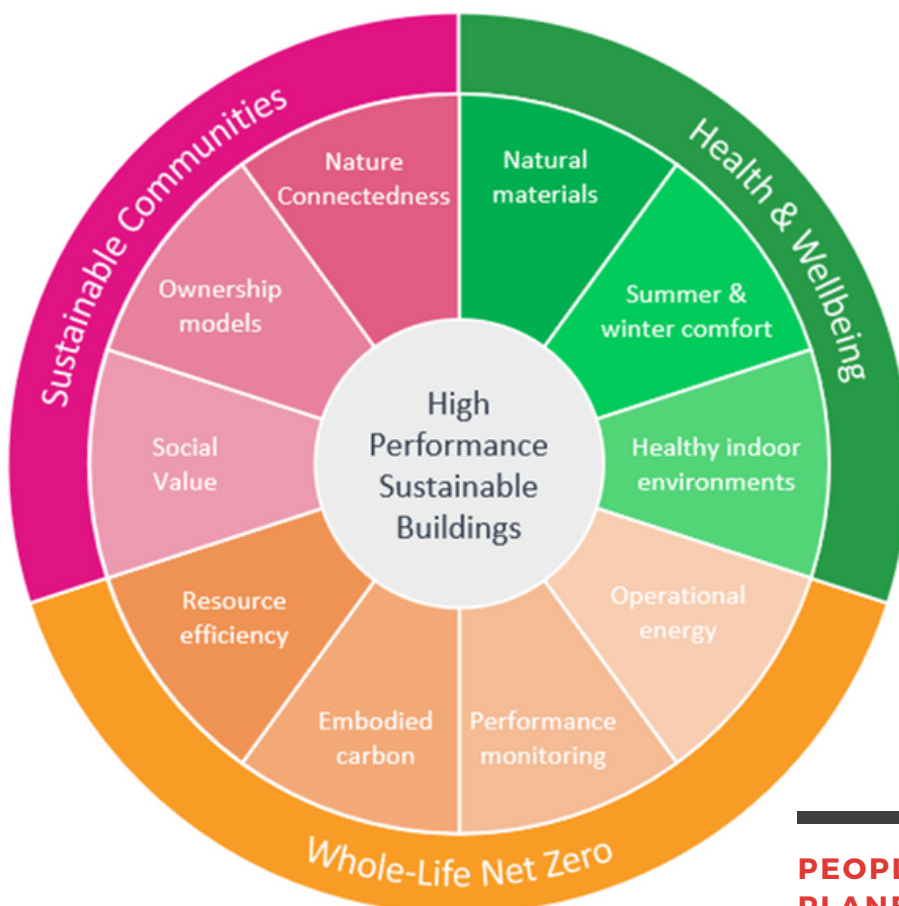 Sustainable Communities
Health & Wellbeing
Nature
Connectedness
Natural
materials
Ownership
models
Summer &
winter comfort
Social
Value
High
Performance
Sustainable
Buildings
Healthy indoor
environments
Resource
efficiency
Operational
energy
Embodied
carbon
Performance
monitoring
Whole-Life Net Zero